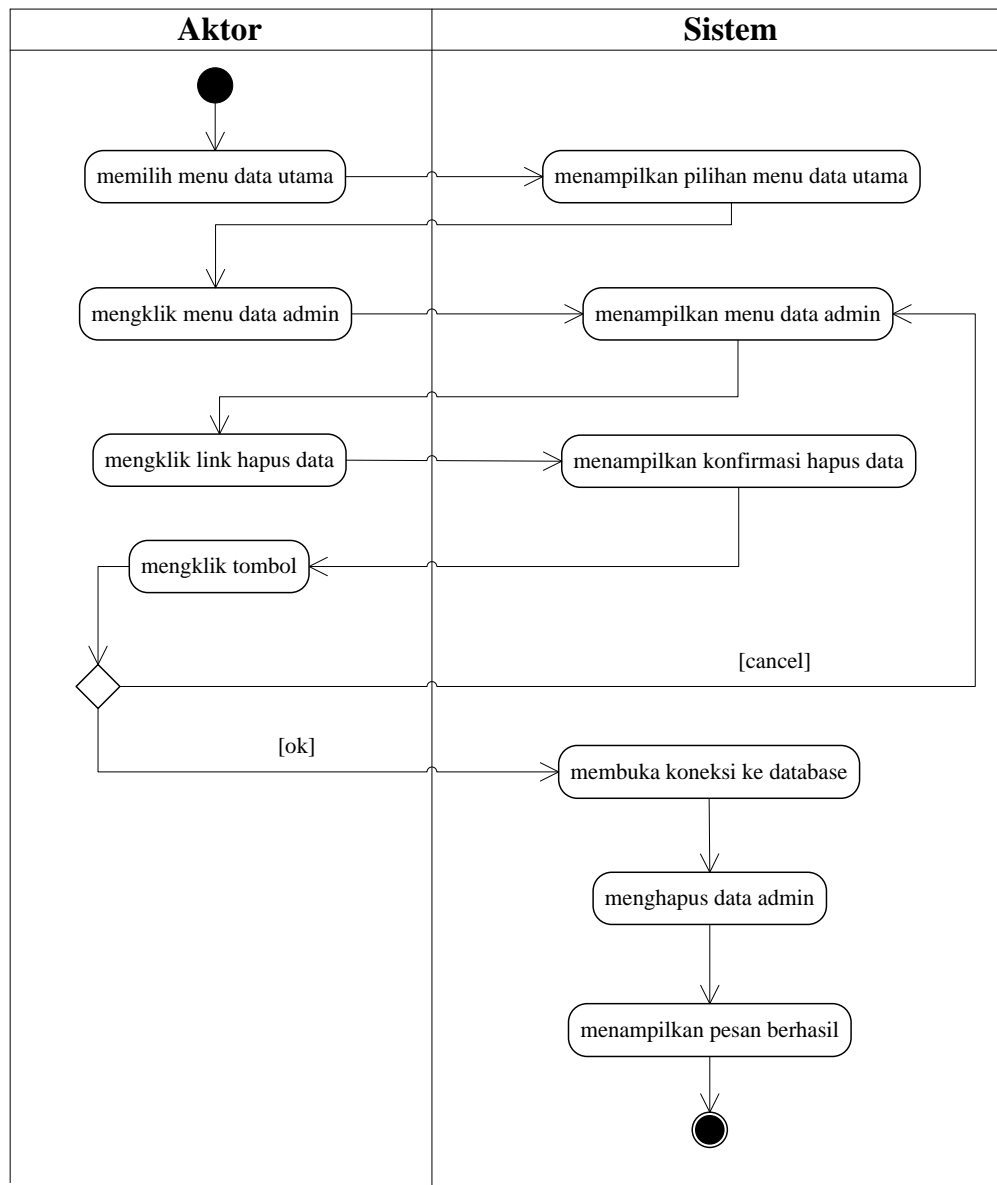 Aktor
Sistem
memilih menu data utama
menampilkan pilihan menu data utama
mengklik menu data admin
menampilkan menu data admin
mengklik link hapus data
menampilkan konfirmasi hapus data
mengklik tombol
[cancel]
[ok]
membuka koneksi ke database
menghapus data admin
menampilkan pesan berhasil